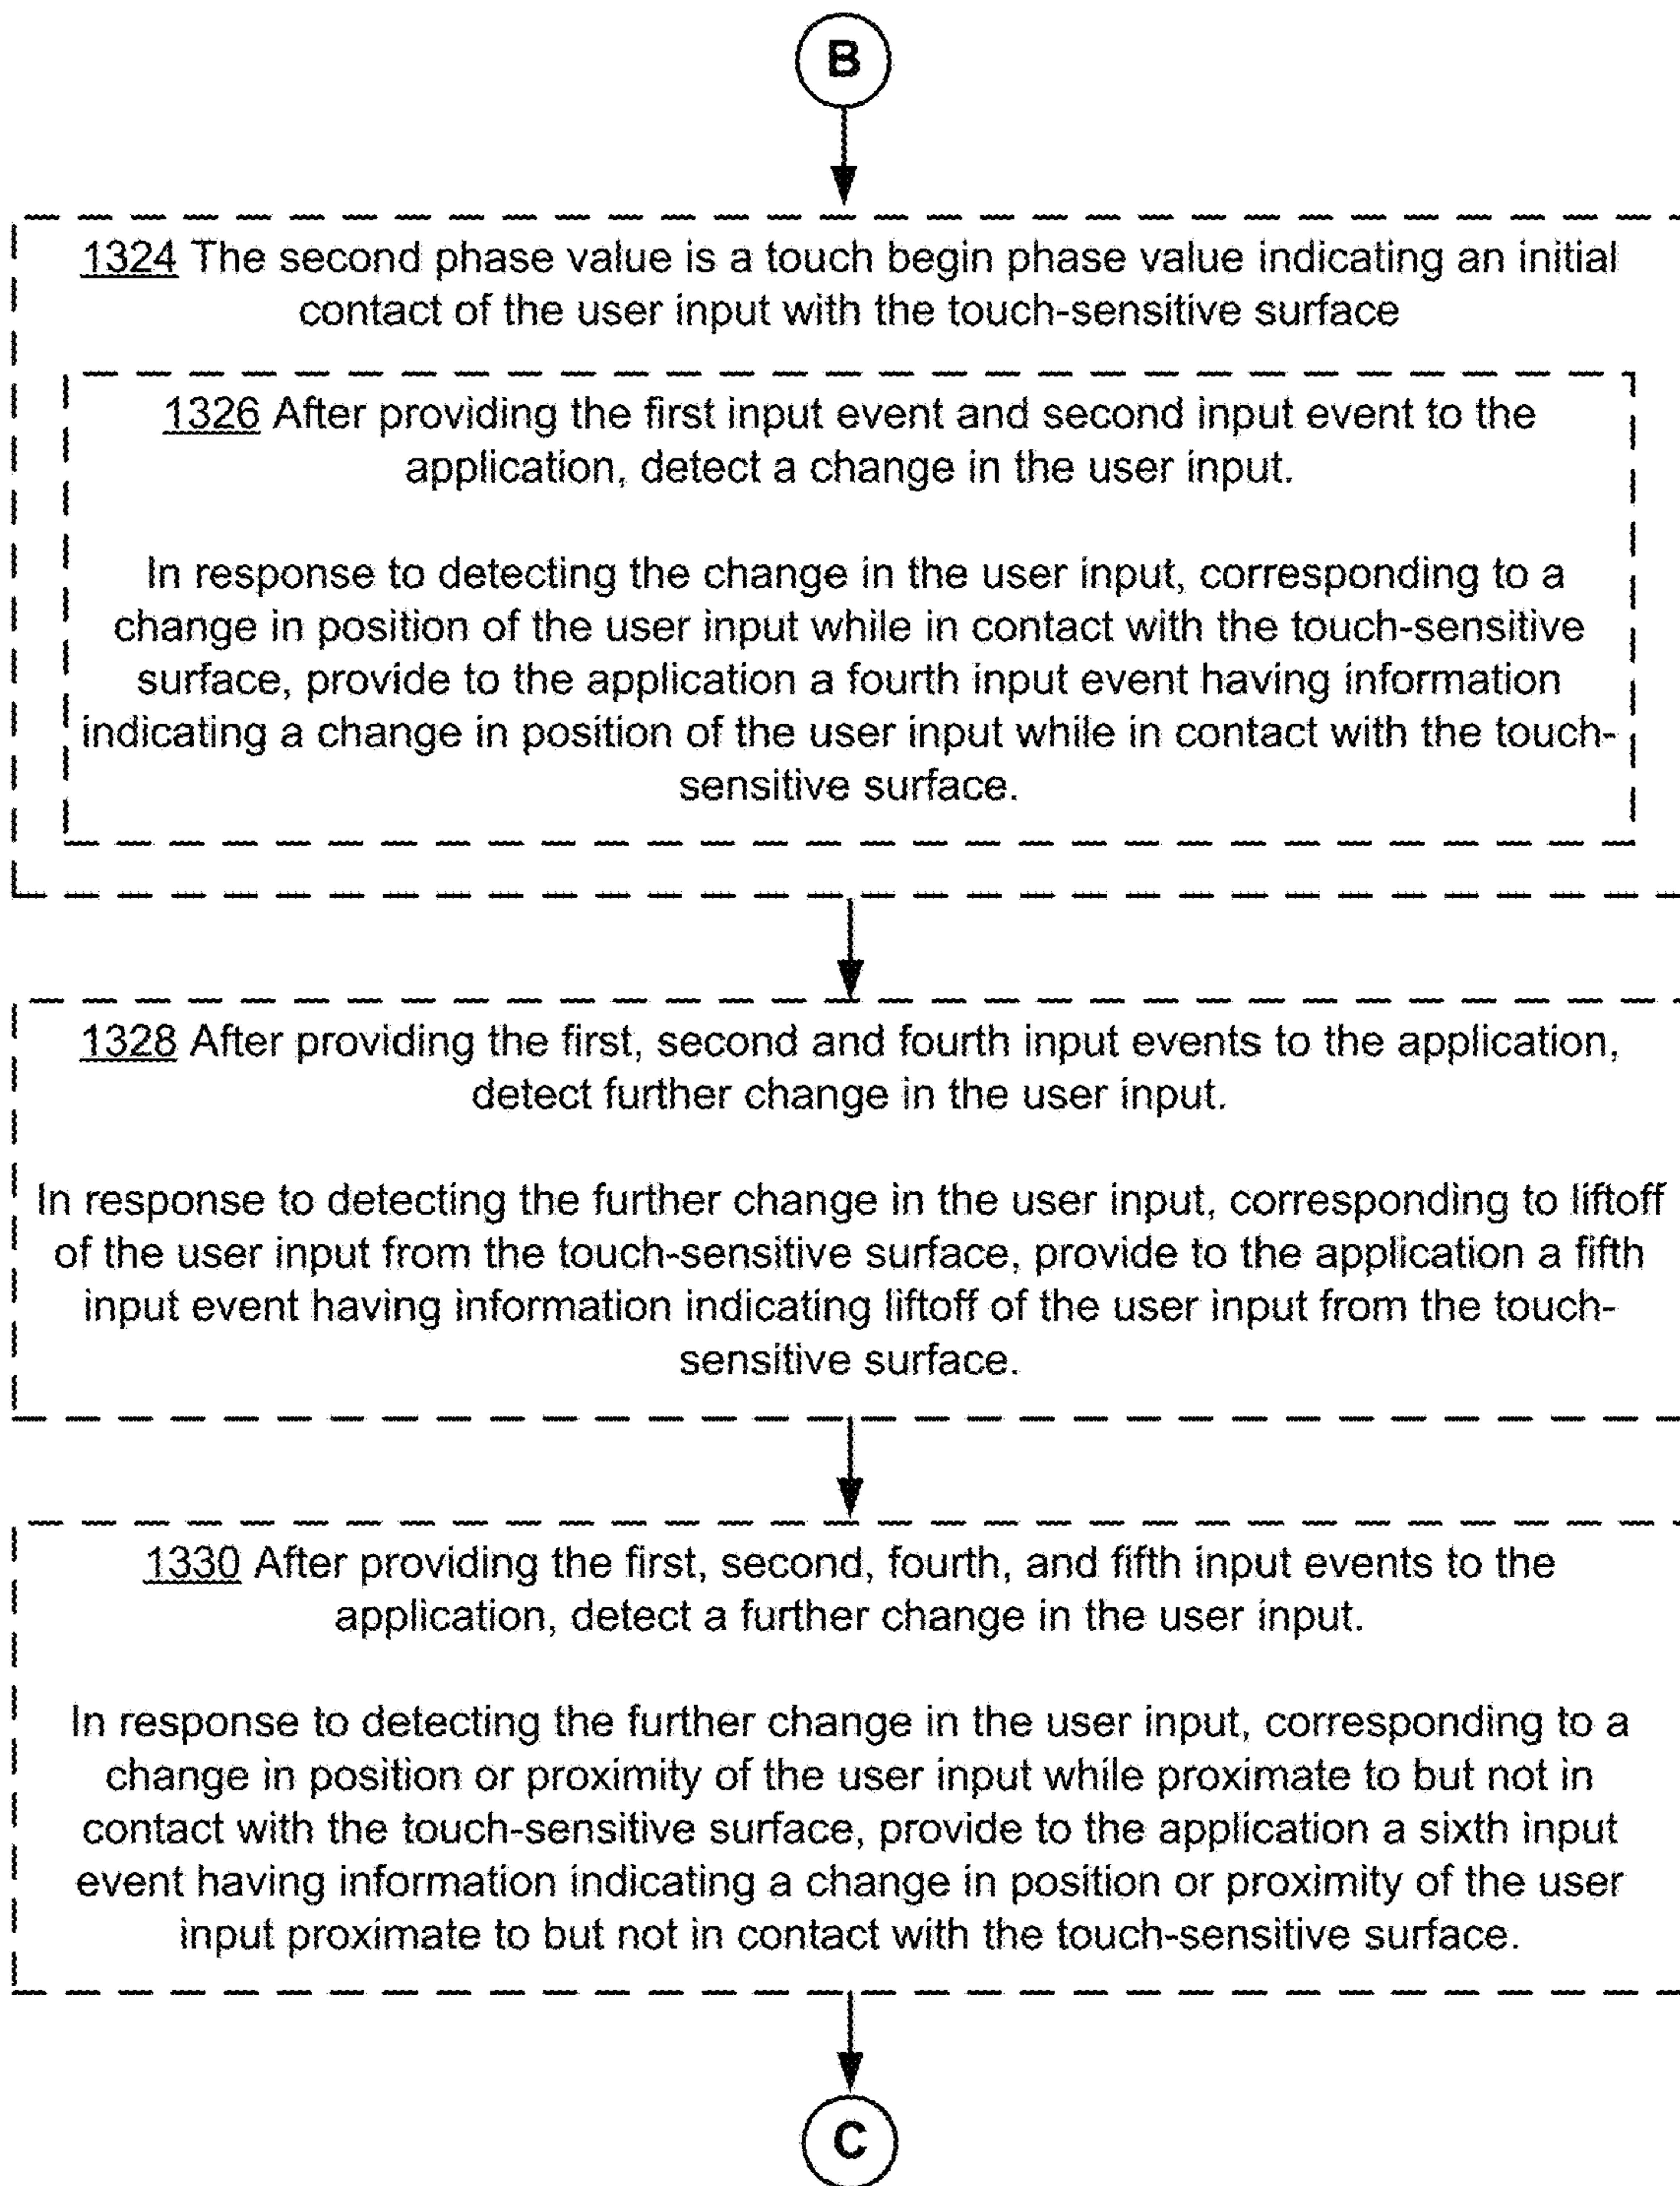 B
1324 The second phase value is a touch begin phase value indicating an initial
contact of the user input with the touch-sensitive surface
1326 After providing the first input event and second input event to the
application, detect a change in the user input.
In response to detecting the change in the user input, corresponding to a
change in position of the user input while in contact with the touch-sensitive
surface, provide to the application a fourth input event having information
indicating a change in position of the user input while in contact with the touch-
sensitive surface.
1328 After providing the first, second and fourth input events to the application,
detect further change in the user input.
In response to detecting the further change in the user input, corresponding to liftoff
of the user input from the touch-sensitive surface, provide to the application a fifth
input event having information indicating liftoff of the user input from the touch-
sensitive surface.
1330 After providing the first, second, fourth, and fifth input events to the
application, detect a further change in the user input.
In response to detecting the further change in the user input, corresponding to a
change in position or proximity of the user input while proximate to but not in
contact with the touch-sensitive surface, provide to the application a sixth input
event having information indicating a change in position or proximity of the user
input proximate to but not in contact with the touch-sensitive surface.
C